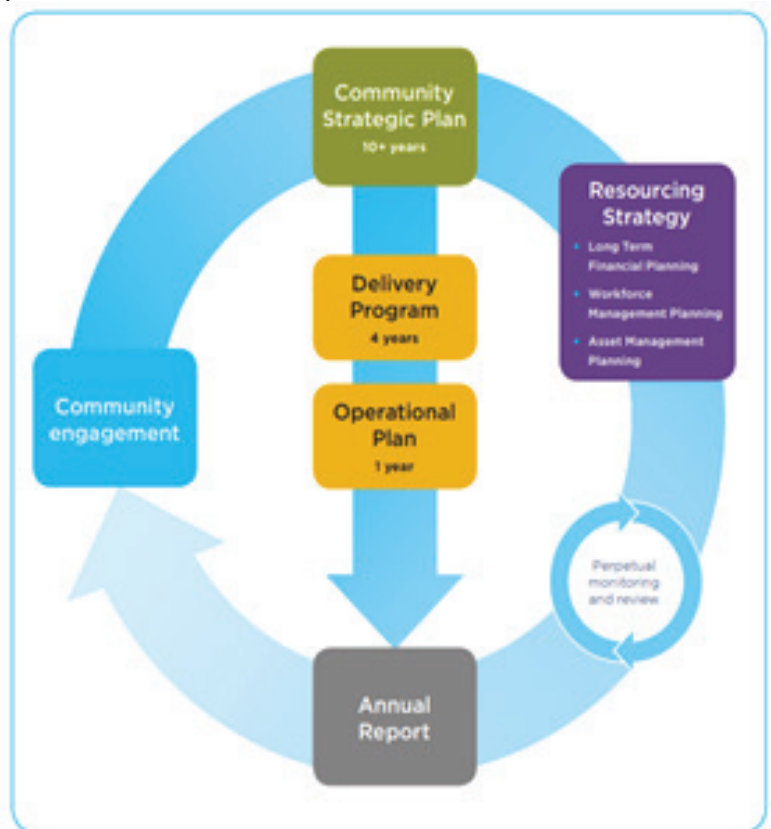 Community
Strategic Plan
10+ years
Resourcing
Strategy
• Long Term
Financial Planning
• Workforce
Management Planning
• Asset Management
Planning
Delivery
Program
4 years
Operational
Plan
1 year
Community
engagement
Perpetual
monitoring
and review
Annual
Report